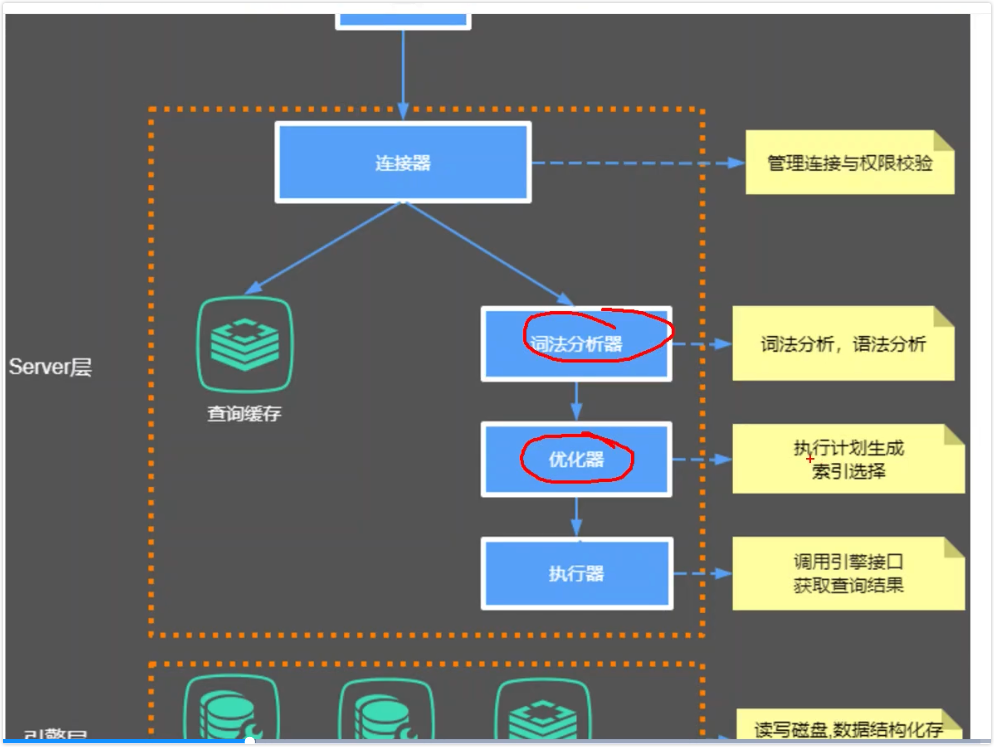 连接器
管理连接与权限校验
Server层
查询缓存
词法分析器
词法分析，语法分析
优化器
执行计划生成
索引选择
执行器
调用引擎接口
获取查询结果
引擎层
读写磁盘,数据结构化存